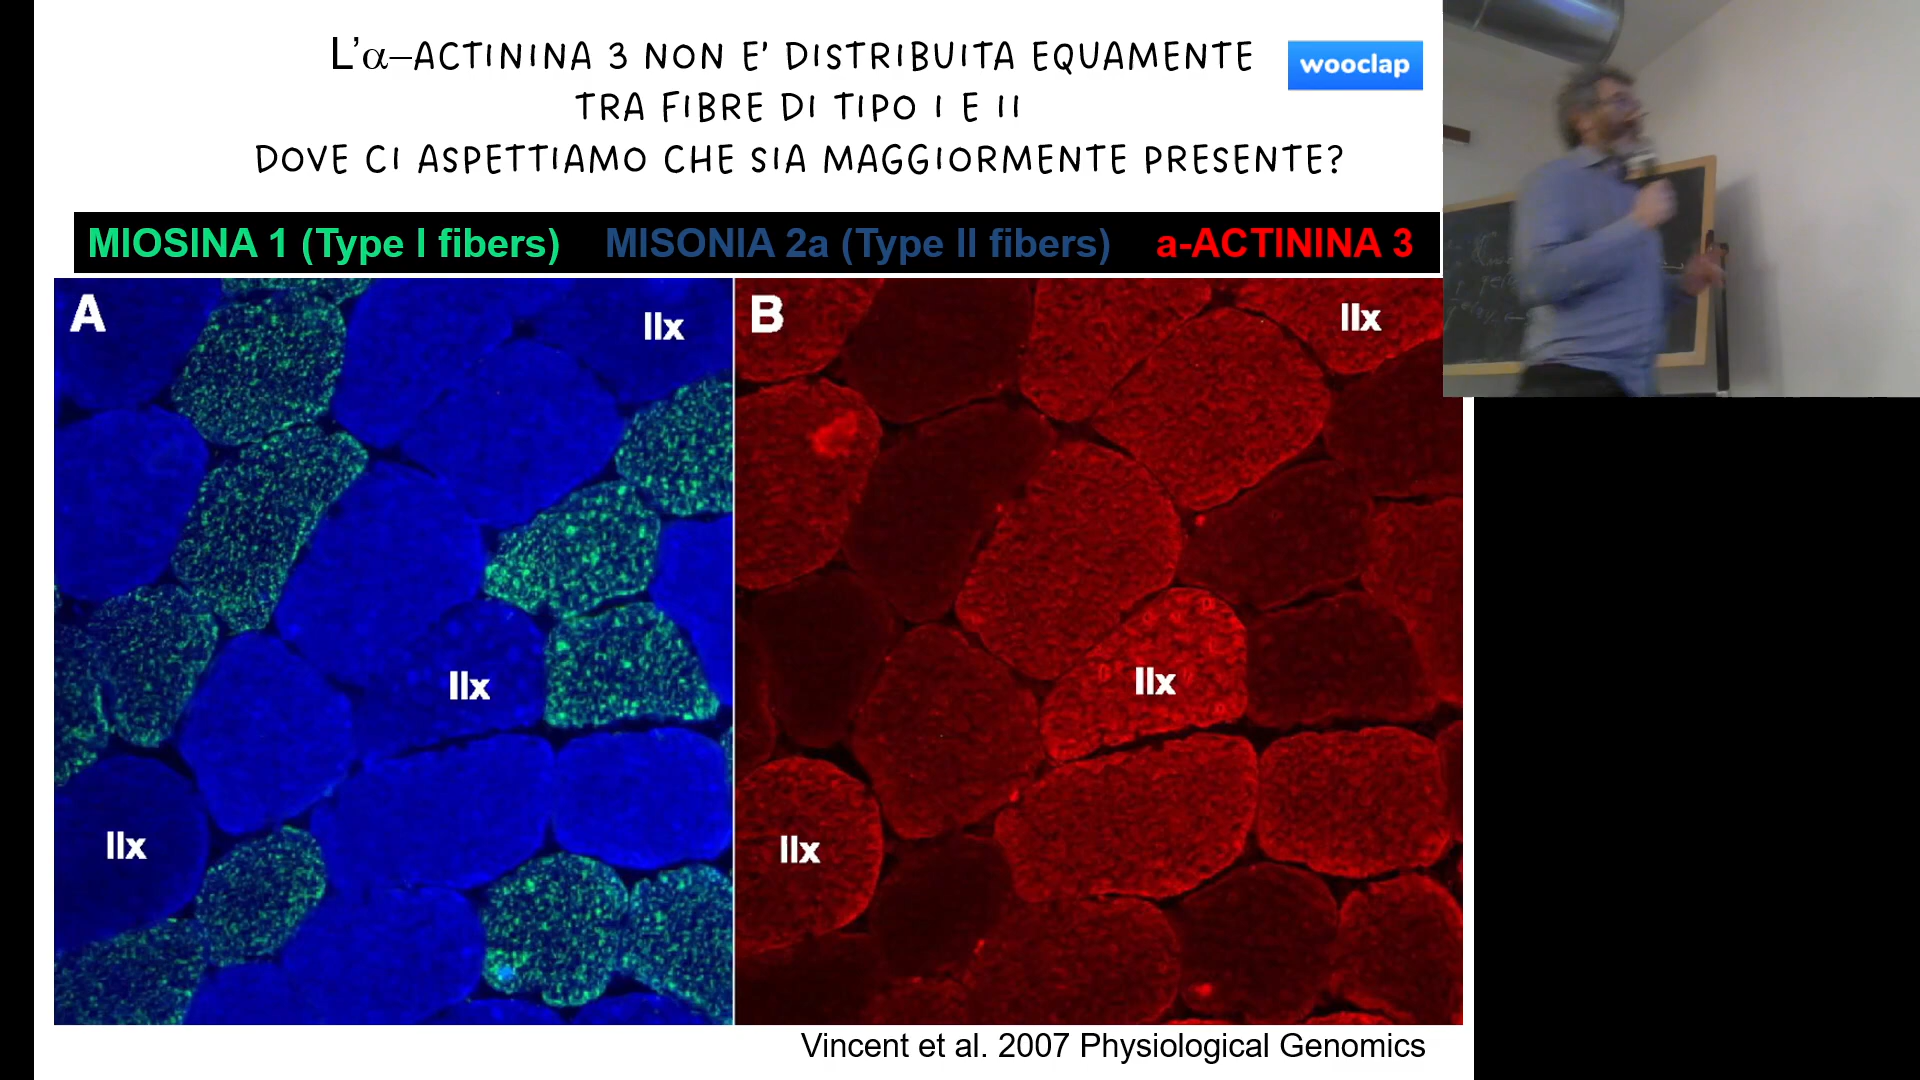 L'α–ACTININA 3 NON E' DISTRIBUITA EQUAMENTE
TRA FIBRE DI TIPO I E II
DOVE CI ASPETTIAMO CHE SIA MAGGIORMENTE PRESENTE?
wooclap
MIOSINA 1 (Type I fibers) MISONIA 2a (Type II fibers) a-ACTININA 3
A
IIx
IIx
IIx
B
IIx
IIx
IIx
Vincent et al. 2007 Physiological Genomics